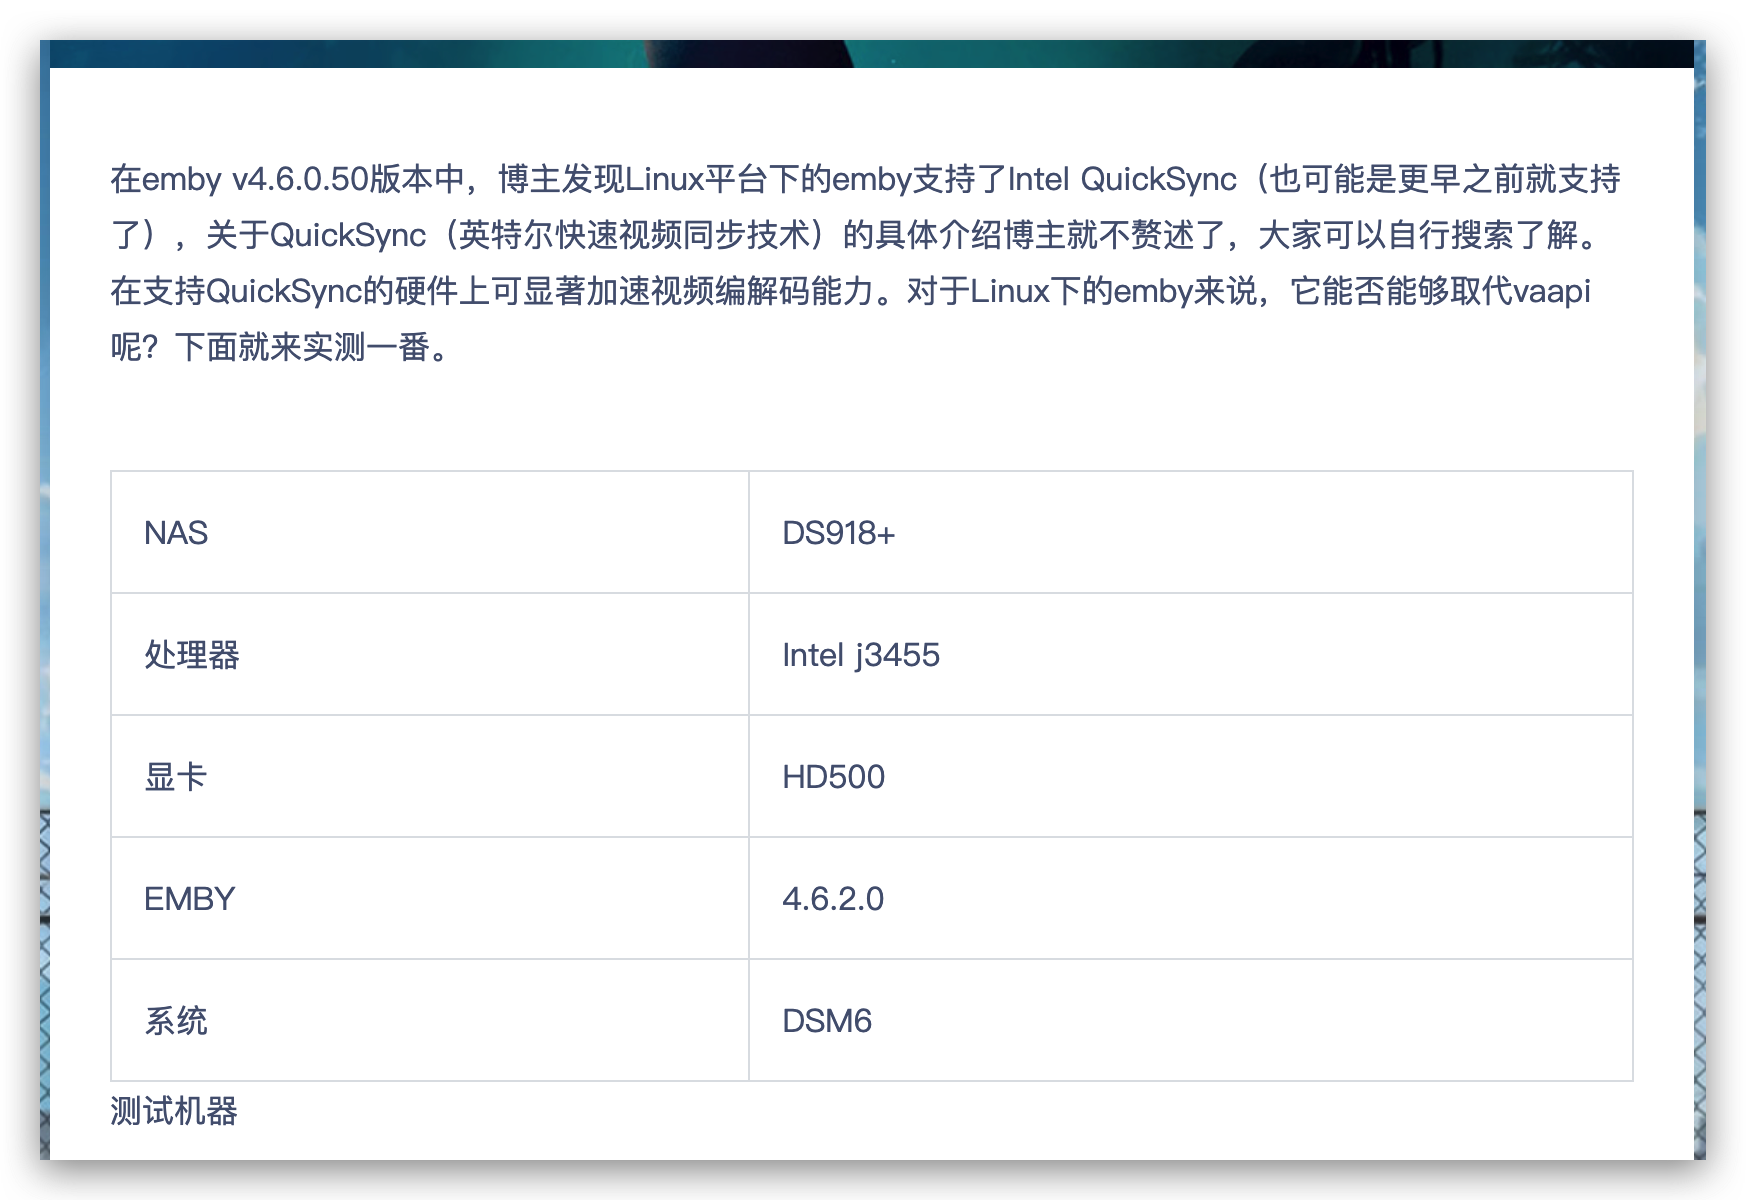 在emby v4.6.0.50版本中，博主发现Linux平台下的emby支持了Intel QuickSync（也可能是更早之前就支持
了），关于QuickSync（英特尔快速视频同步技术）的具体介绍博主就不赘述了，大家可以自行搜索了解。
在支持QuickSync的硬件上可显著加速视频编解码能力。对于Linux下的emby来说，它能否能够取代vaapi
呢？下面就来实测一番。
NAS
DS918+
处理器
Intel j3455
显卡
HD500
EMBY
4.6.2.0
系统
DSM6
测试机器